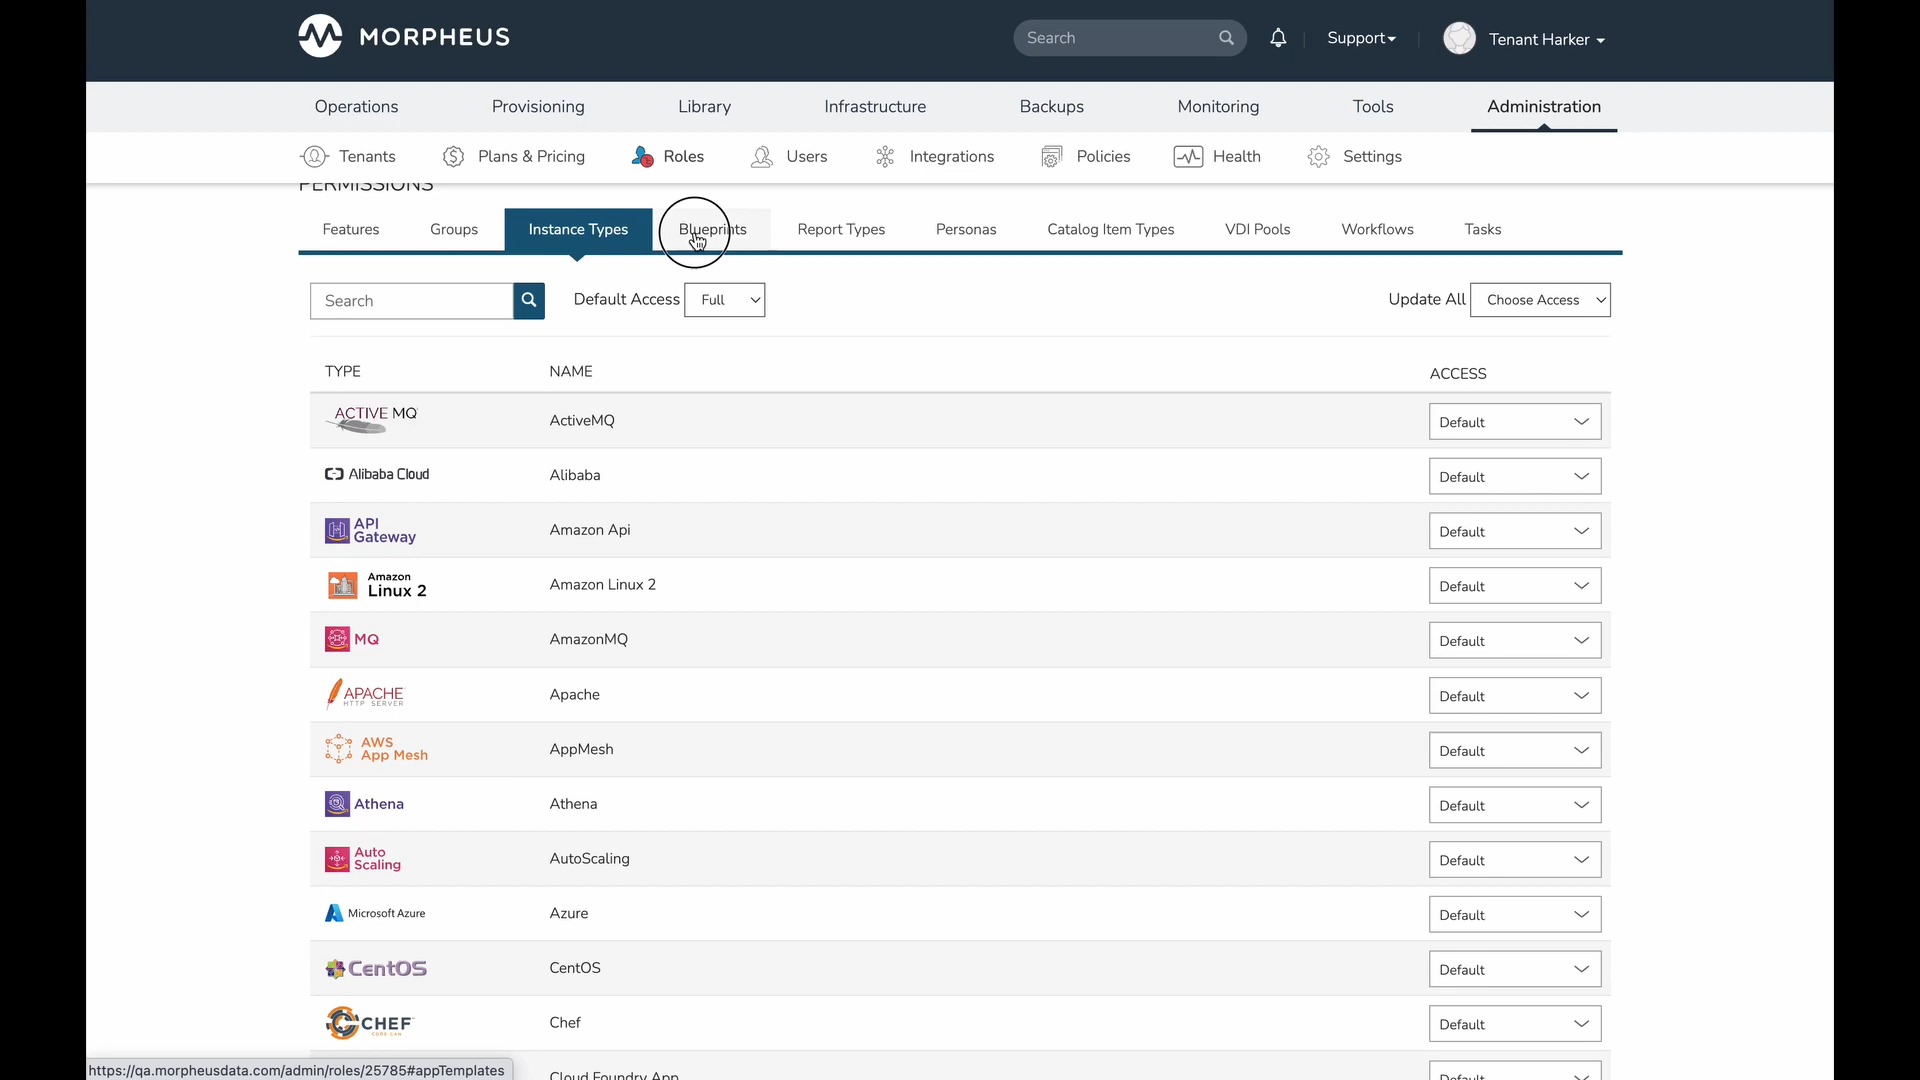 MORPHEUS
Search
Support
Tenant Harker
Operations
Provisioning
Library
Infrastructure
Backups
Monitoring
Tools
Administration
Tenants
Plans & Pricing
Roles
Users
Integrations
Policies
Health
Settings
PERMISSIONS
Features
Groups
Instance Types
Blueprints
Report Types
Personas
Catalog Item Types
VDI Pools
Workflows
Tasks
Search
Default Access
Full
Update All
Choose Access
TYPE
NAME
ACCESS
ACTIVE MQ
ActiveMQ
Default
Alibaba Cloud
Alibaba
Default
API
Gateway
Amazon Api
Default
Amazon
Linux 2
Amazon Linux 2
Default
MQ
AmazonMQ
Default
APACHE
HTTP SERVER
Apache
Default
AWS
App Mesh
AppMesh
Default
Athena
Athena
Default
Auto
Scaling
AutoScaling
Default
Microsoft Azure
Azure
Default
CentOS
CentOS
Default
CHEF
CODE CAN
Chef
Default
Cloud Foundry App
Default
https://qa.morpheusdata.com/admin/roles/25785#appTemplates